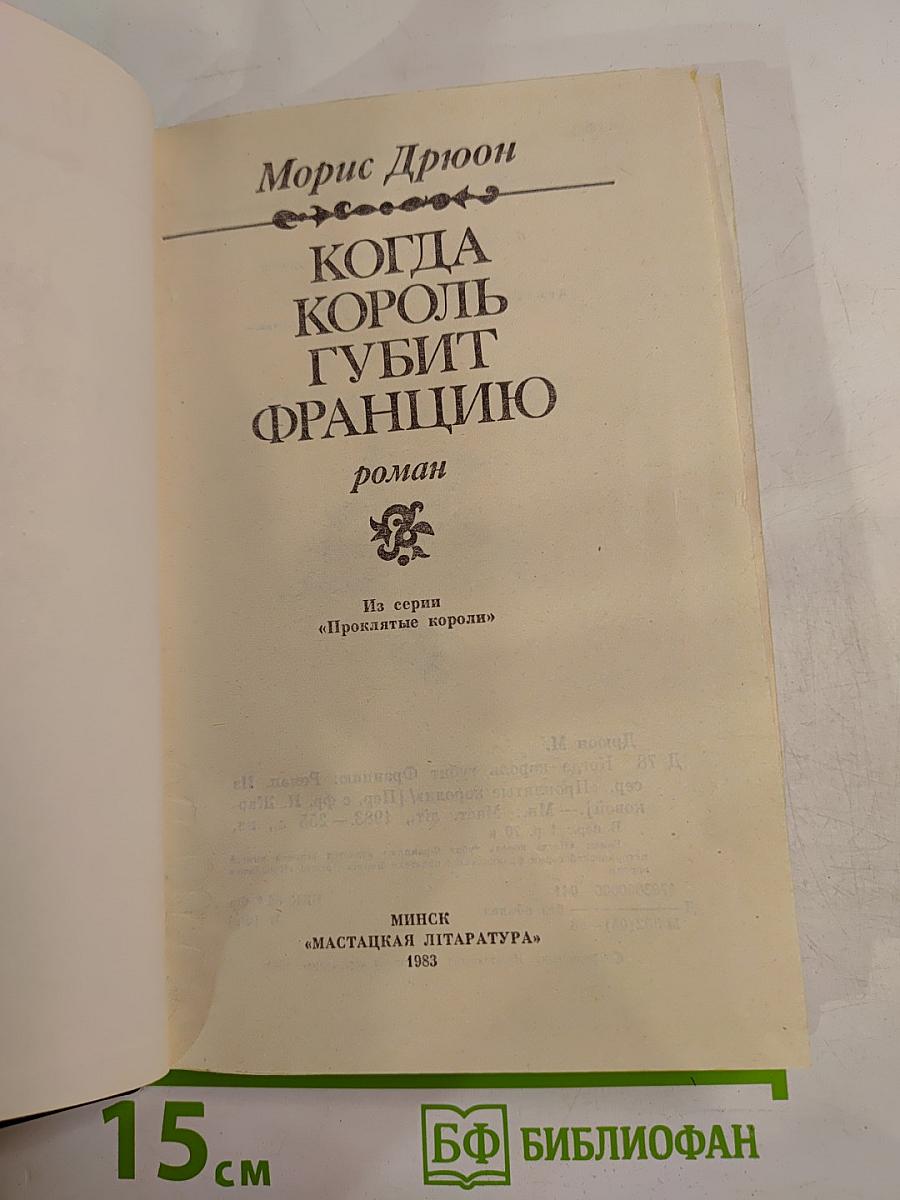 Морис Дрюон
КОГДА
КОРОЛЬ
ГУБИТ
ФРАНЦИЮ
роман
Из серии
«Проклятые короли»
МИНСК
«МАСТАЦКАЯ ЛІТАРАТУРА»
1983
15 см
БФ БИБЛИОФАН